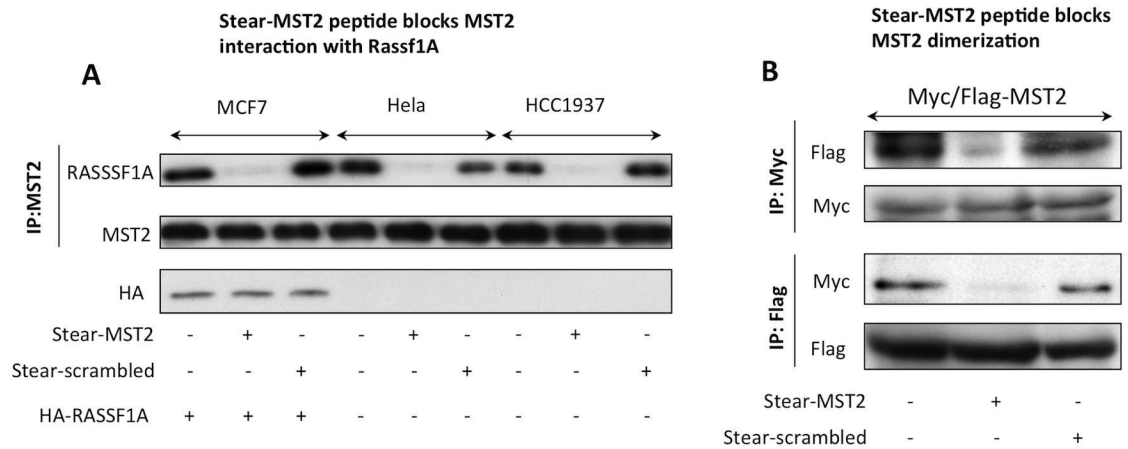 Stear-MST2 peptide blocks MST2
interaction with Rassf1A
A
MCF7 Hela HCC1937
IP:MST2
RASSSF1A
MST2
HA
Stear-MST2 - + - - + - - + -
Stear-scrambled - - + - - + - - +
HA-RASSF1A + + + - - - - - -
Stear-MST2 peptide blocks
MST2 dimerization
B
Myc/Flag-MST2
IP: Myc
Flag
Myc
IP: Flag
Myc
Flag
Stear-MST2 - + -
Stear-scrambled - - +